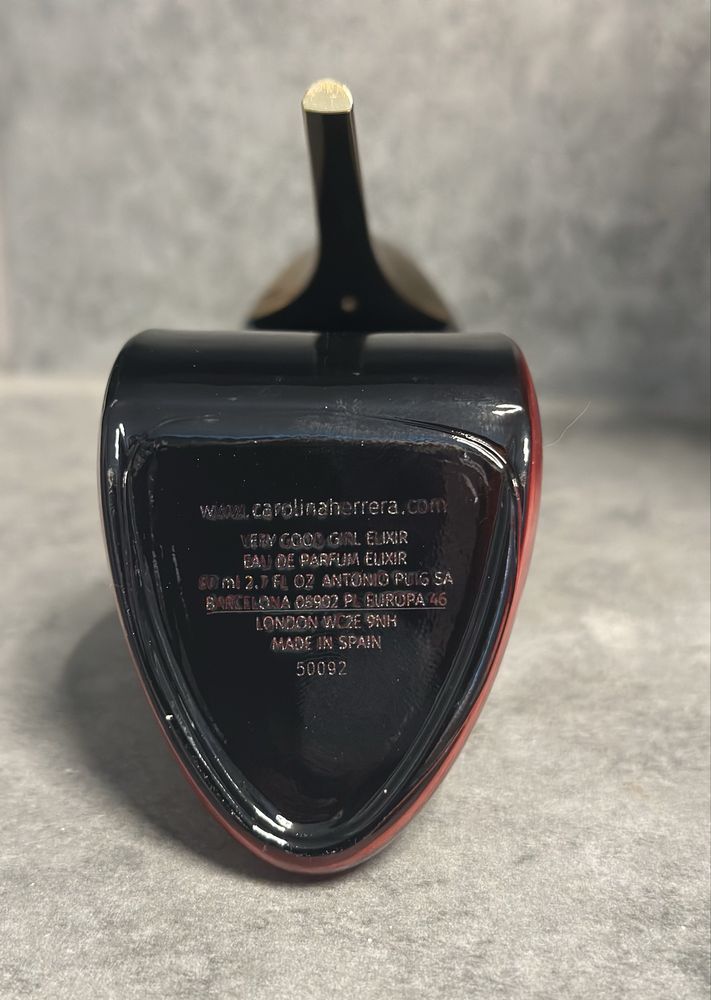 www.carolinaherrera.com
VERY GOOD GIRL ELIXIR
EAU DE PARFUM ELIXIR
80 ml 2.7 FL OZ ANTONIO PUIG SA
BARCELONA 08902 PL EUROPA 46
LONDON WC2E 9NH
MADE IN SPAIN
50092